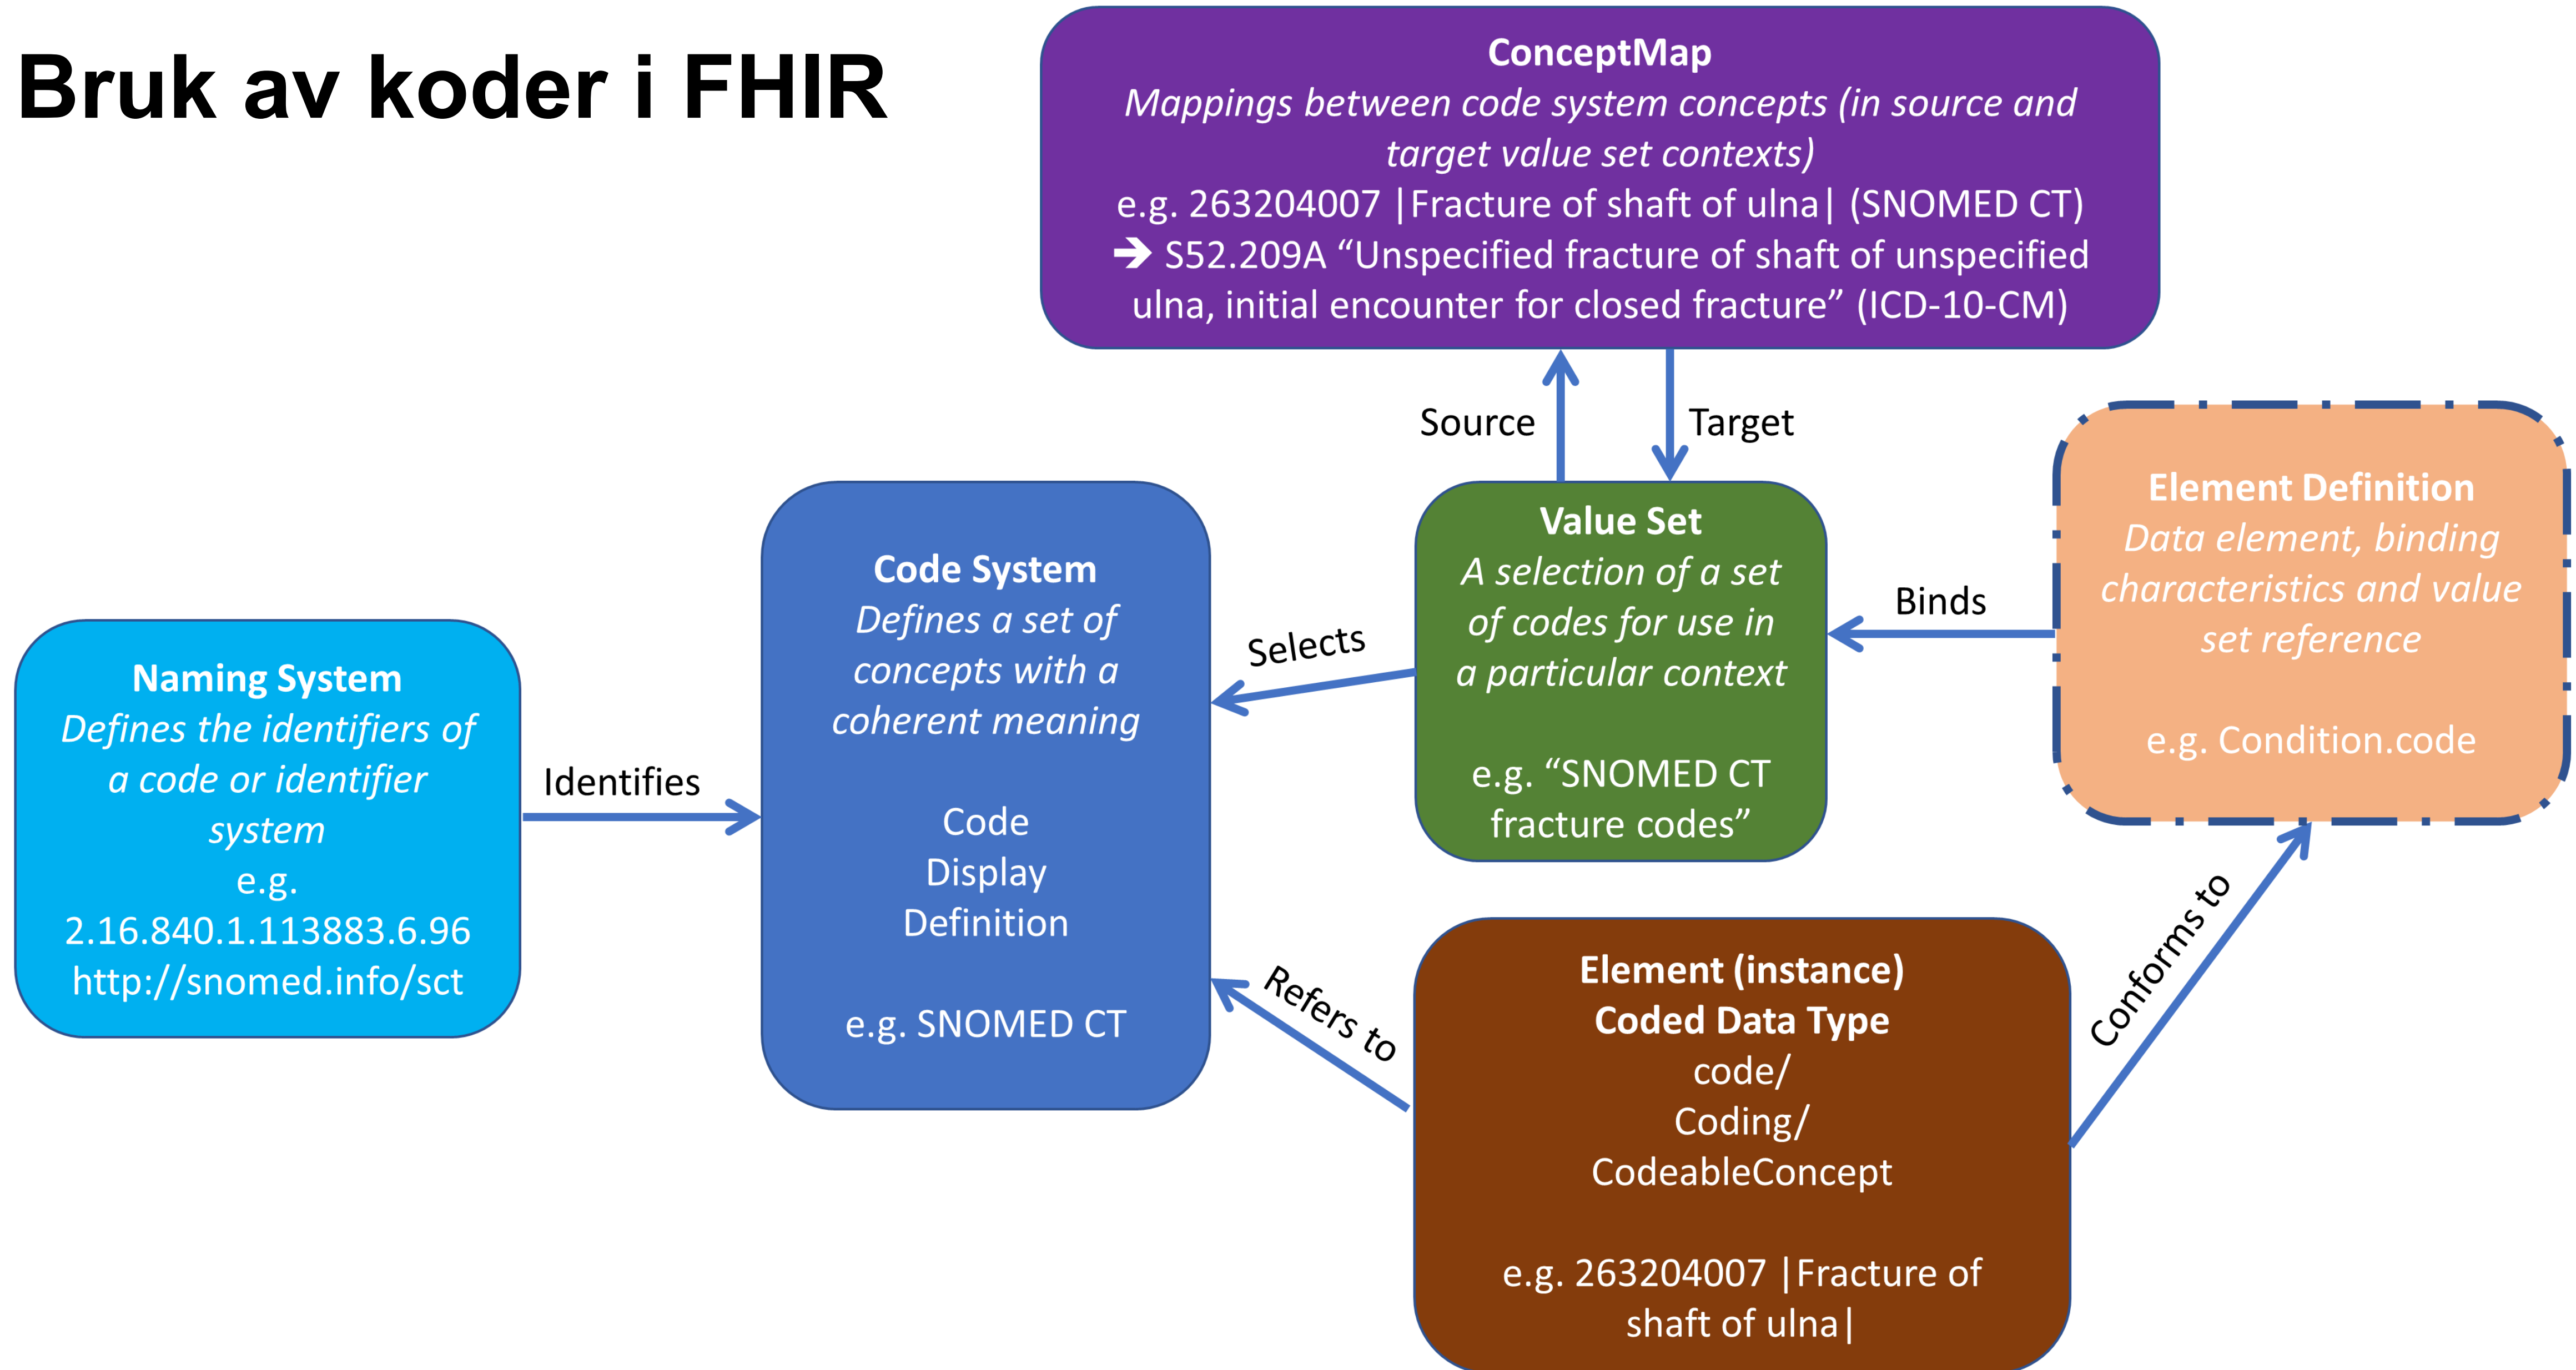 Bruk av koder i FHIR
ConceptMap
Mappings between code system concepts (in source and
target value set contexts)
e.g. 263204007 |Fracture of shaft of ulna| (SNOMED CT)
➔ S52.209A “Unspecified fracture of shaft of unspecified
ulna, initial encounter for closed fracture” (ICD-10-CM)
Source
Target
Naming System
Defines the identifiers of
a code or identifier
system
e.g.
2.16.840.1.113883.6.96
http://snomed.info/sct
Identifies
Code System
Defines a set of
concepts with a
coherent meaning
Code
Display
Definition
e.g. SNOMED CT
Selects
Value Set
A selection of a set
of codes for use in
a particular context
e.g. “SNOMED CT
fracture codes”
Binds
Element Definition
Data element, binding
characteristics and value
set reference
e.g. Condition.code
Refers to
Element (instance)
Coded Data Type
code/
Coding/
CodeableConcept
e.g. 263204007 |Fracture of
shaft of ulna|
Conforms to